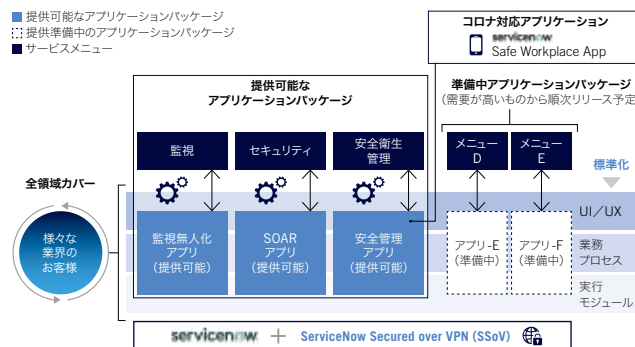 提供可能なアプリケーションパッケージ
提供準備中のアプリケーションパッケージ
サービスメニュー
コロナ対応アプリケーション
servicenow
Safe Workplace App
提供可能な
アプリケーションパッケージ
準備中アプリケーションパッケージ
(需要が高いものから順次リリース予定)
監視
セキュリティ
安全衛生
管理
メニュー
D
メニュー
E
標準化
全領域カバー
様々な
業界の
お客様
監視無人化
アプリ
(提供可能)
SOAR
アプリ
(提供可能)
安全管理
アプリ
(提供可能)
アプリ-E
(準備中)
アプリ-F
(準備中)
UI/UX
業務
プロセス
実行
モジュール
servicenow + ServiceNow Secured over VPN (SSoV)